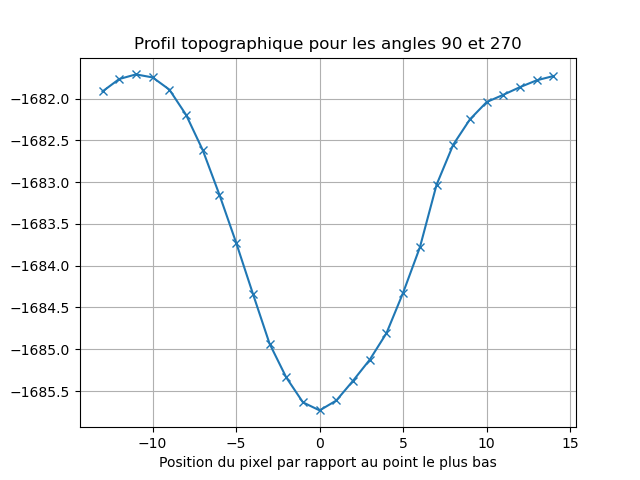 Profil topographique pour les angles 90 et 270
−1682.0
−1682.5
−1683.0
−1683.5
−1684.0
−1684.5
−1685.0
−1685.5
−10 −5 0 5 10 15
Position du pixel par rapport au point le plus bas